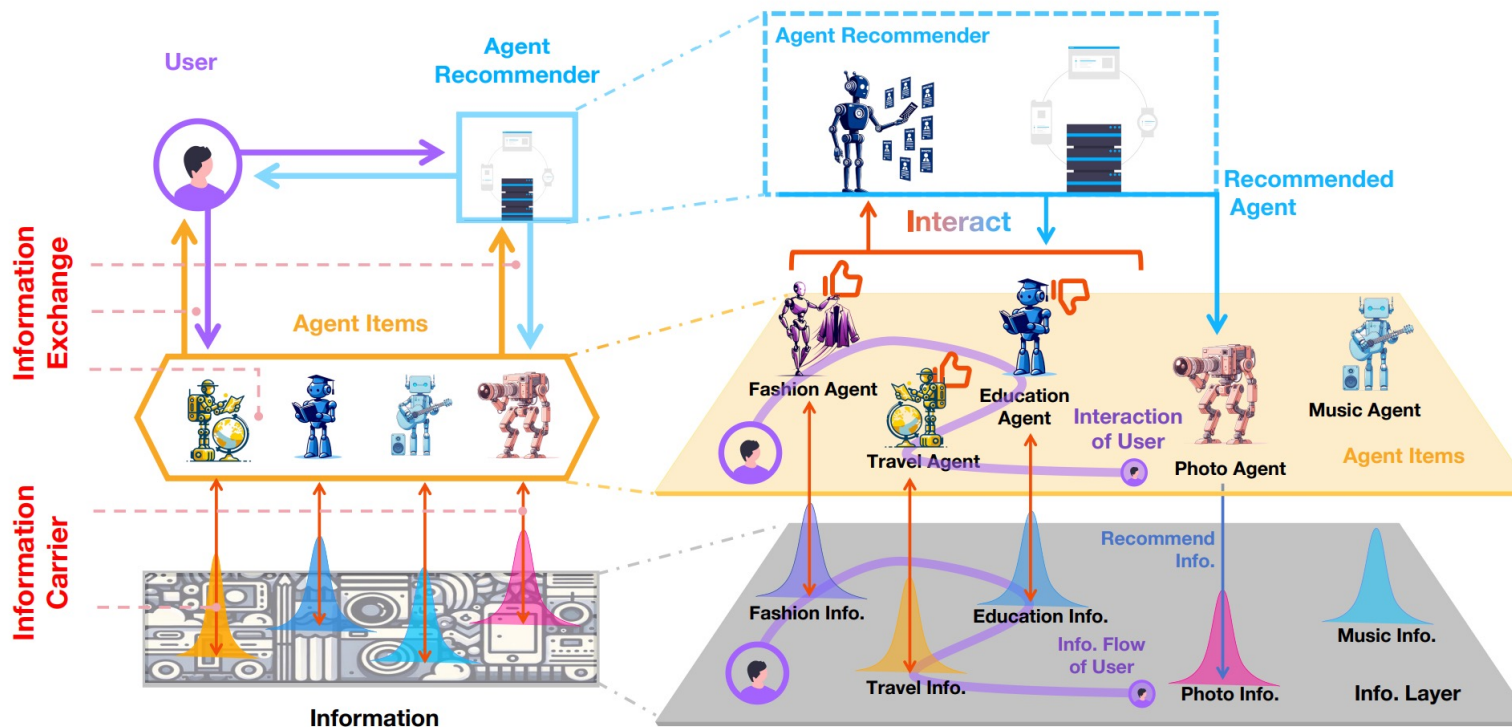 User
Agent
Recommender
Information
Exchange
Agent Items
Information
Carrier
Information
Agent Recommender
Recommended
Agent
Interact
Fashion Agent
Education
Agent
Travel Agent
Interaction
of User
Photo Agent
Music Agent
Agent Items
Recommend
Info.
Fashion Info.
Education Info.
Music Info.
Info. Flow
of User
Travel Info.
Photo Info.
Info. Layer